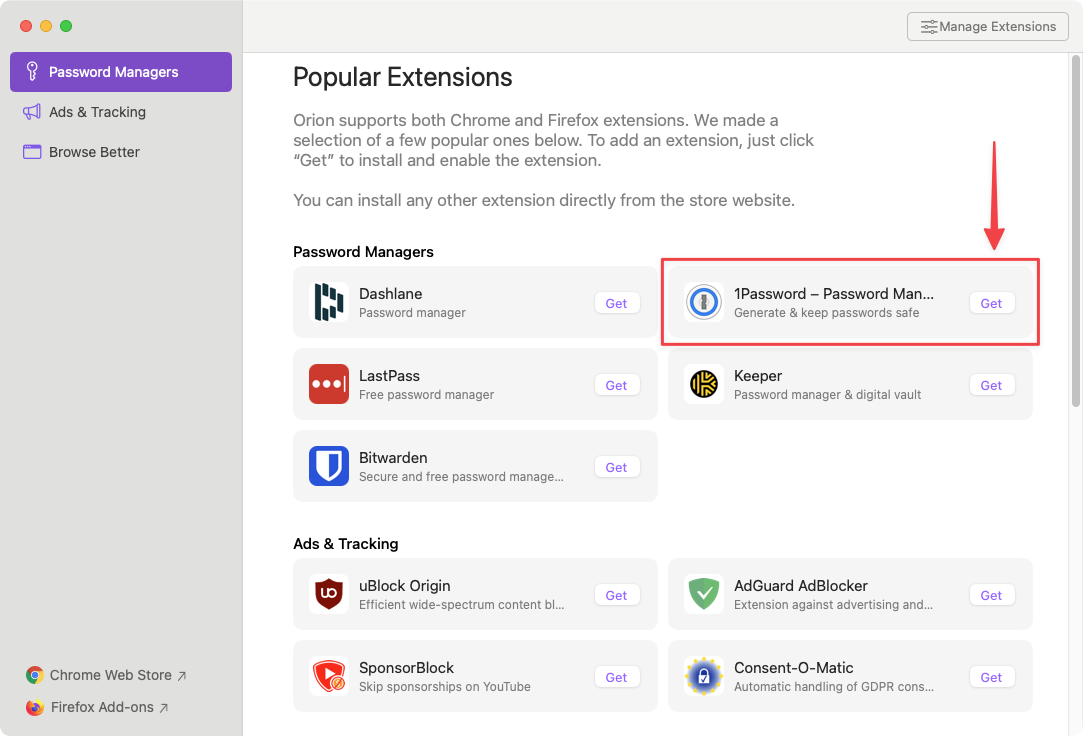 Manage Extensions
Password Managers
Ads & Tracking
Browse Better
Popular Extensions
Orion supports both Chrome and Firefox extensions. We made a
selection of a few popular ones below. To add an extension, just click
“Get” to install and enable the extension.
You can install any other extension directly from the store website.
Password Managers
Dashlane
Password manager
Get
1Password – Password Man...
Generate & keep passwords safe
Get
LastPass
Free password manager
Get
Keeper
Password manager & digital vault
Get
Bitwarden
Secure and free password manage...
Get
Ads & Tracking
uBlock Origin
Efficient wide-spectrum content bl...
Get
AdGuard AdBlocker
Extension against advertising and...
Get
SponsorBlock
Skip sponsorships on YouTube
Get
Consent-O-Matic
Automatic handling of GDPR cons...
Get
Chrome Web Store ↗
Firefox Add-ons ↗